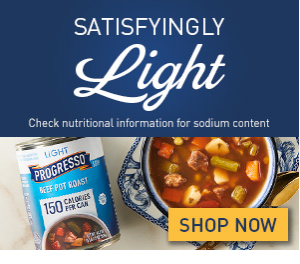 SATISFYINGLY
Light
Check nutritional information for sodium content
LIGHT
PROGRESSO
BEEF POT ROAST
150 CALORIES
PER CAN
SHOP NOW